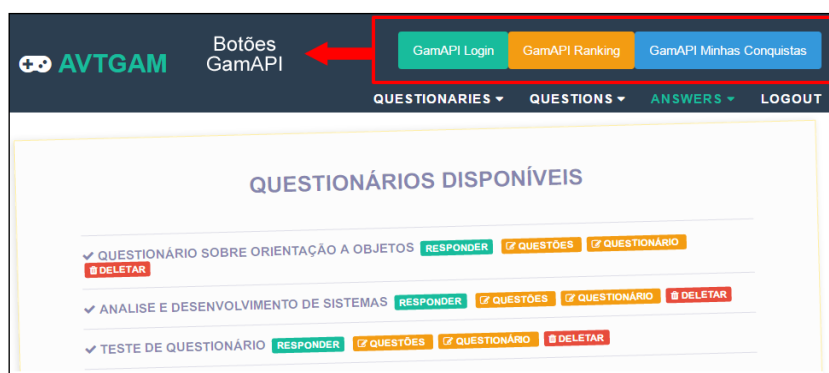 AVTGAM
Botões
GamAPI
GamAPI Login GamAPI Ranking GamAPI Minhas Conquistas
QUESTIONARIES QUESTIONS ANSWERS LOGOUT
QUESTIONÁRIOS DISPONÍVEIS
QUESTIONÁRIO SOBRE ORIENTAÇÃO A OBJETOS RESPONDER QUESTÕES QUESTIONÁRIO
DELETAR
ANALISE E DESENVOLVIMENTO DE SISTEMAS RESPONDER QUESTÕES QUESTIONÁRIO DELETAR
TESTE DE QUESTIONÁRIO RESPONDER QUESTÕES QUESTIONÁRIO DELETAR